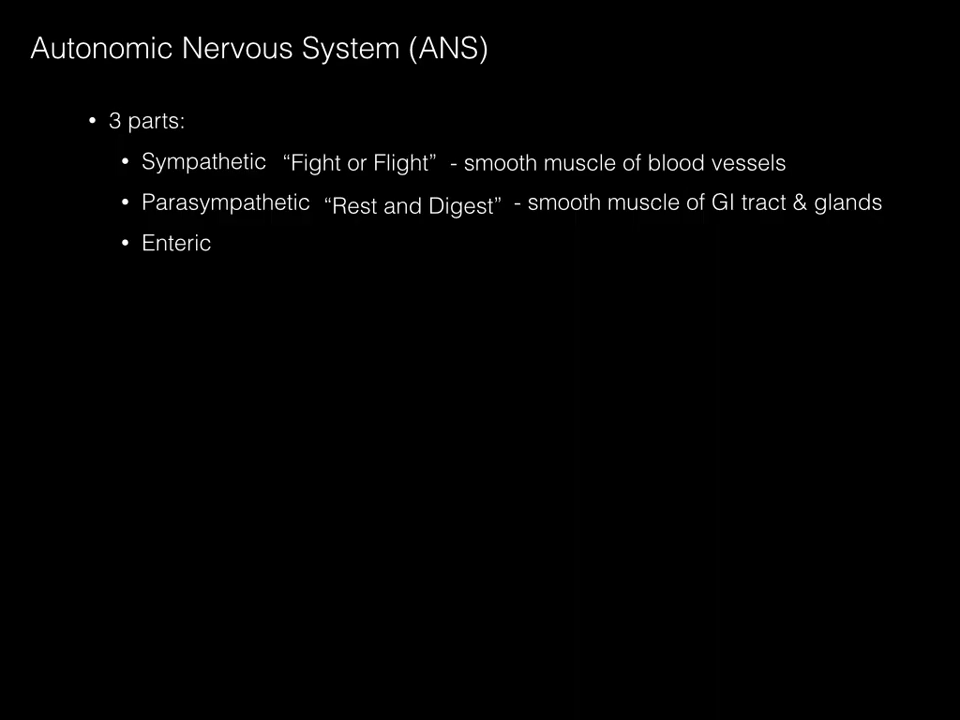 Autonomic Nervous System (ANS)
• 3 parts:
• Sympathetic “Fight or Flight” - smooth muscle of blood vessels
• Parasympathetic “Rest and Digest” - smooth muscle of GI tract & glands
• Enteric